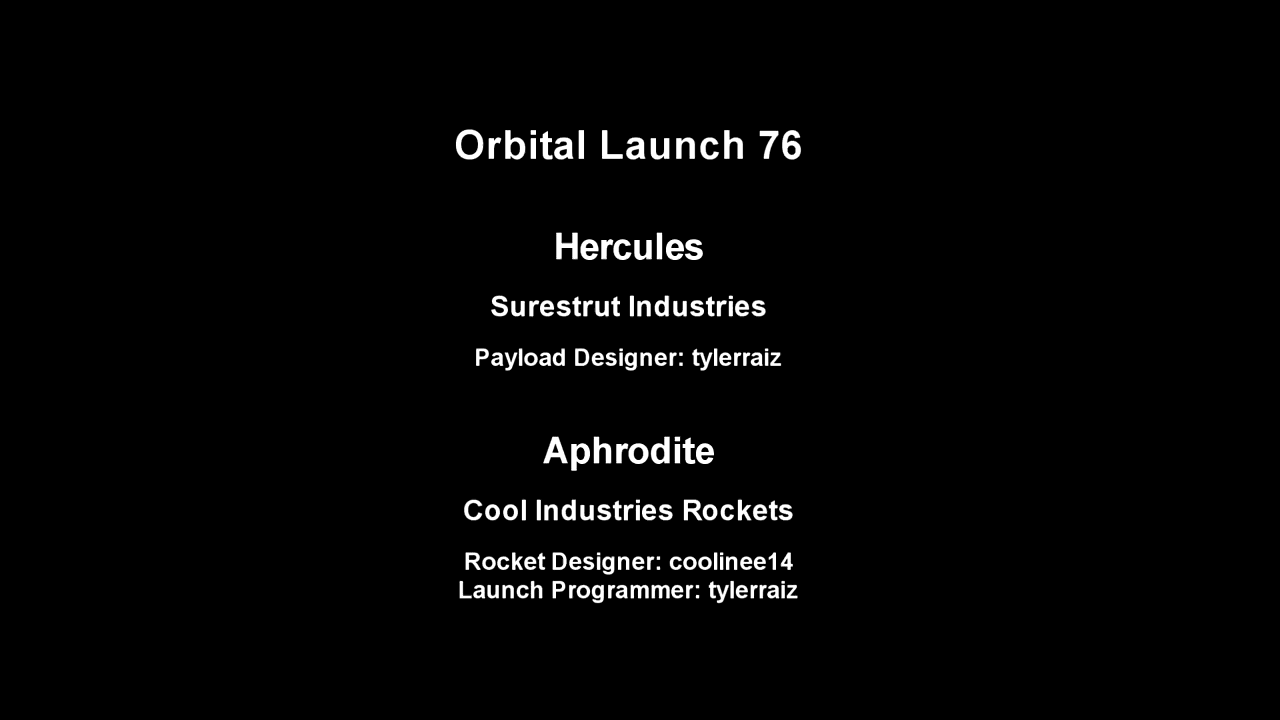 Orbital Launch 76
Hercules
Surestrut Industries
Payload Designer: tylerraiz
Aphrodite
Cool Industries Rockets
Rocket Designer: coolinee14
Launch Programmer: tylerraiz